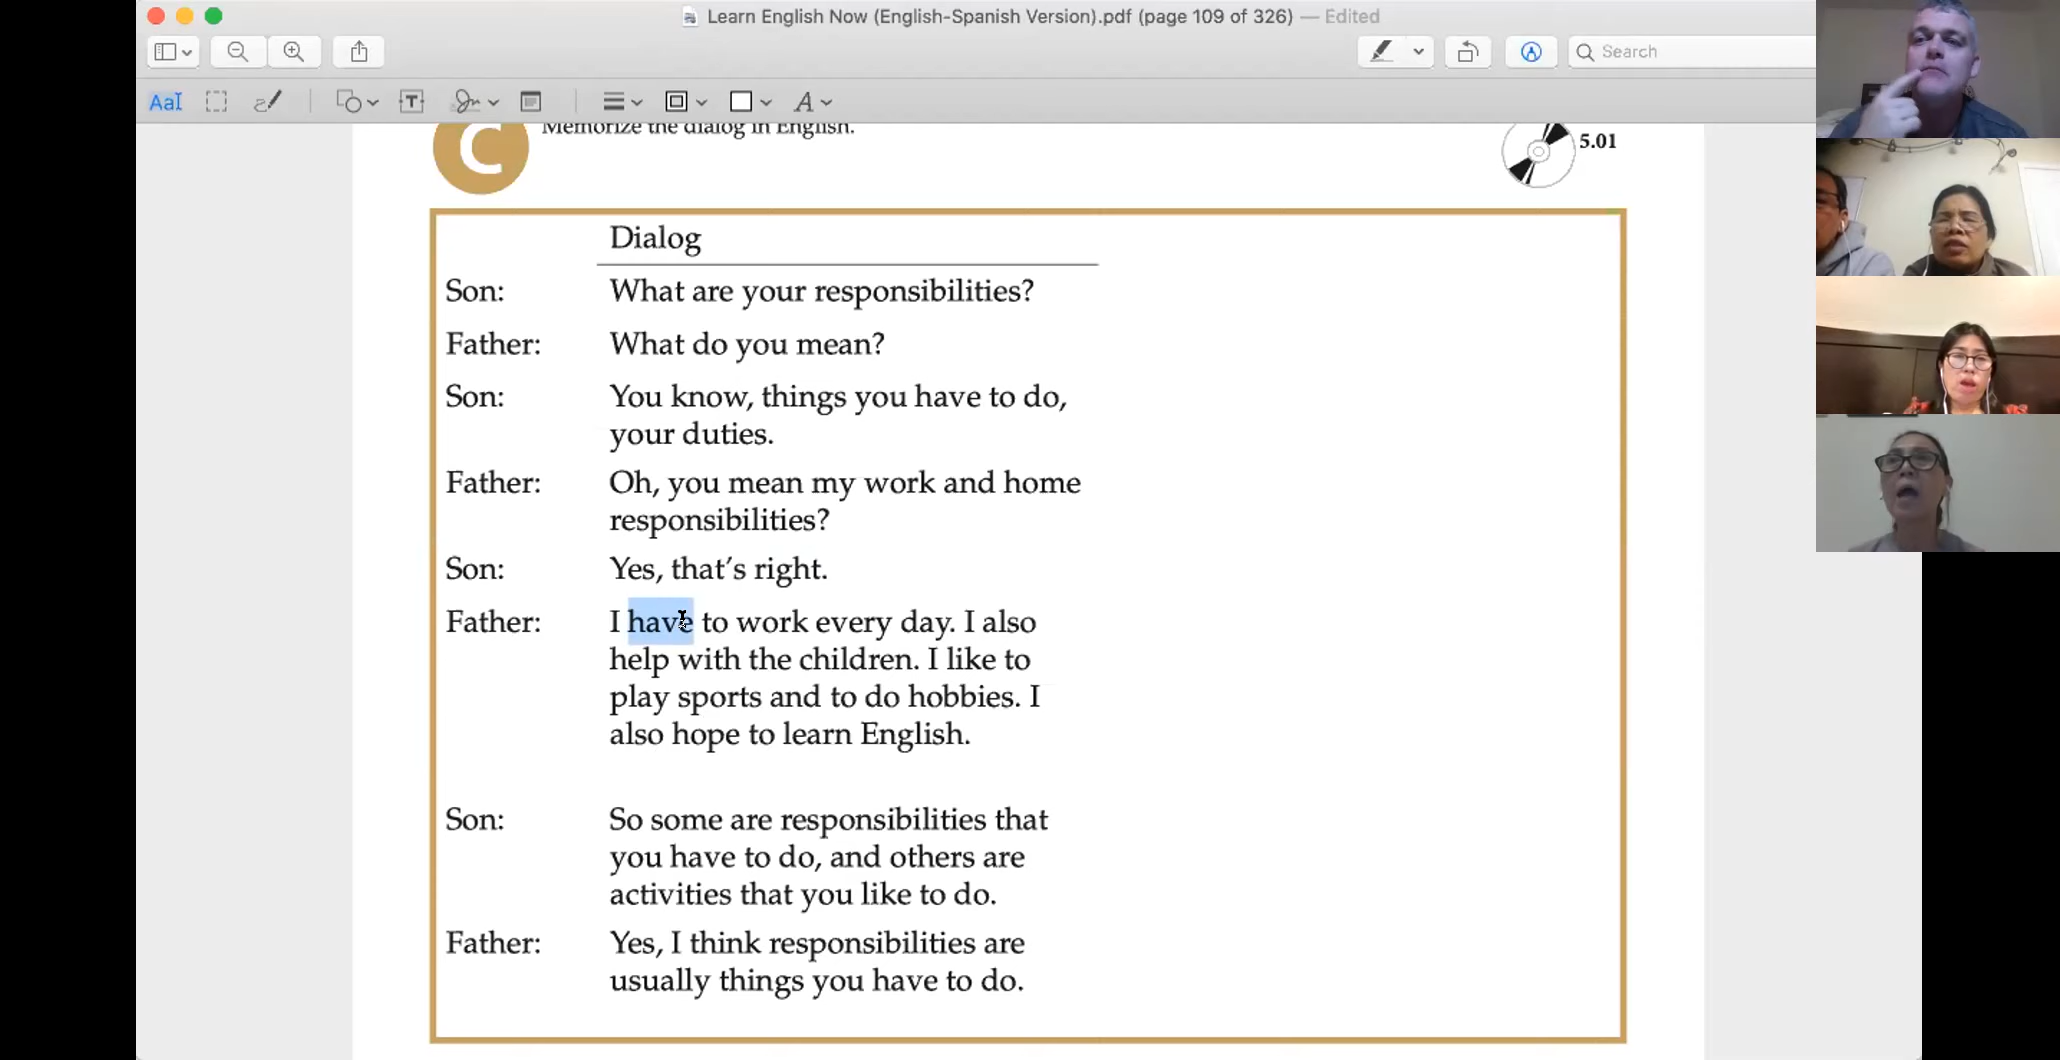 Learn English Now (English-Spanish Version).pdf (page 109 of 326) — Edited
Search
AaI
T
A
C
Memorize the dialog in English.
5.01
Dialog
Son: What are your responsibilities?
Father: What do you mean?
Son: You know, things you have to do,
your duties.
Father: Oh, you mean my work and home
responsibilities?
Son: Yes, that's right.
Father: I have to work every day. I also
help with the children. I like to
play sports and to do hobbies. I
also hope to learn English.
Son: So some are responsibilities that
you have to do, and others are
activities that you like to do.
Father: Yes, I think responsibilities are
usually things you have to do.